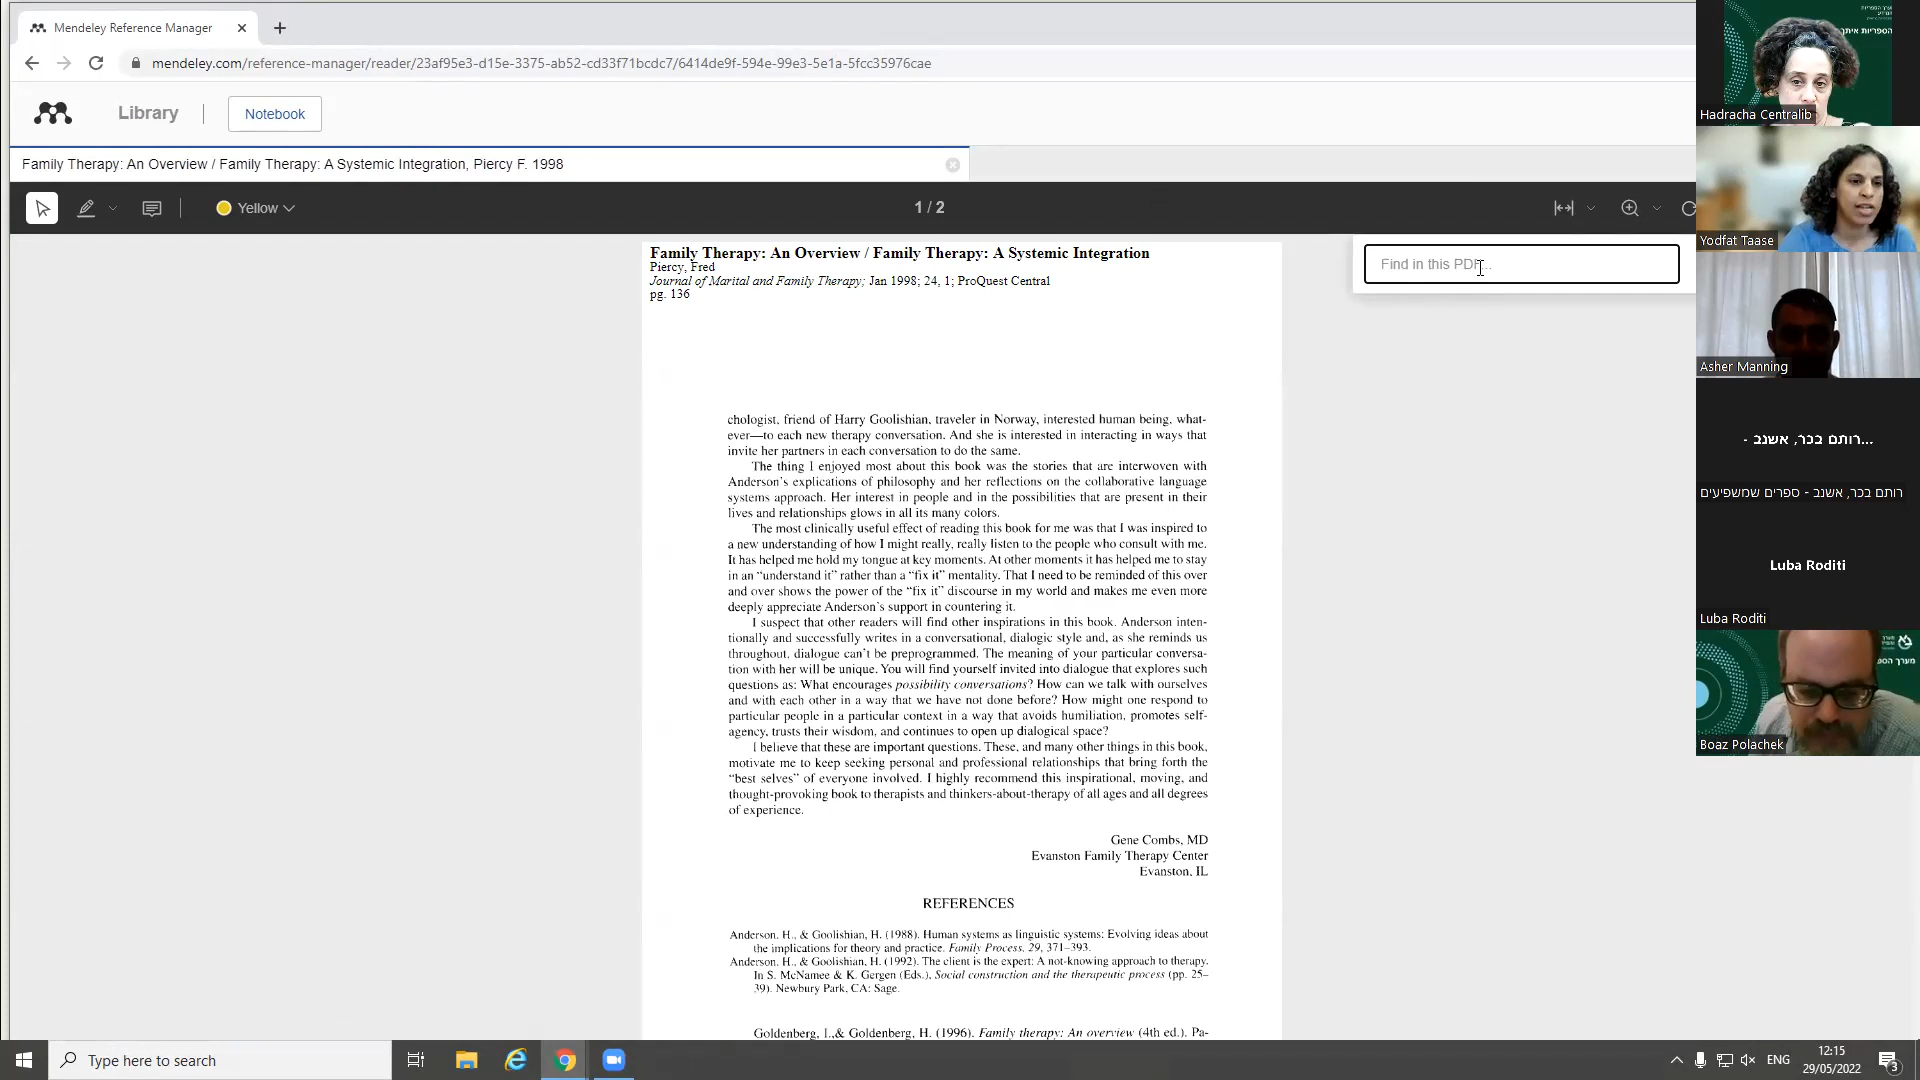 Mendeley Reference Manager
mendeley.com/reference-manager/reader/23af95e3-d15e-3375-ab52-cd33f71bcdc7/6414de9f-594e-99e3-5e1a-5fcc35976cae
Library
Notebook
Family Therapy: An Overview / Family Therapy: A Systemic Integration, Piercy F. 1998
Yellow
1 / 2
Find in this PDF...
Family Therapy: An Overview / Family Therapy: A Systemic Integration
Piercy, Fred
Journal of Marital and Family Therapy; Jan 1998; 24, 1; ProQuest Central
pg. 136
chologist, friend of Harry Goolishian, traveler in Norway, interested human being, what-
ever—to each new therapy conversation. And she is interested in interacting in ways that
invite her partners in each conversation to do the same.
The thing I enjoyed most about this book was the stories that are interwoven with
Anderson's explications of philosophy and her reflections on the collaborative language
systems approach. Her interest in people and in the possibilities that are present in their
lives and relationships glows in all its many colors.
The most clinically useful effect of reading this book for me was that I was inspired to
a new understanding of how I might really, really listen to the people who consult with me.
It has helped me hold my tongue at key moments. At other moments it has helped me to stay
in an “understand it” rather than a “fix it” mentality. That I need to be reminded of this over
and over shows the power of the “fix it” discourse in my world and makes me even more
deeply appreciate Anderson's support in countering it.
I suspect that other readers will find other inspirations in this book. Anderson inten-
tionally and successfully writes in a conversational, dialogic style and, as she reminds us
throughout, dialogue can't be preprogrammed. The meaning of your particular conversa-
tion with her will be unique. You will find yourself invited into dialogue that explores such
questions as: What encourages possibility conversations? How can we talk with ourselves
and with each other in a way that we have not done before? How might one respond to
particular people in a particular context in a way that avoids humiliation, promotes self-
agency, trusts their wisdom, and continues to open up dialogical space?
I believe that these are important questions. These, and many other things in this book,
motivate me to keep seeking personal and professional relationships that bring forth the
“best selves” of everyone involved. I highly recommend this inspirational, moving, and
thought-provoking book to therapists and thinkers-about-therapy of all ages and all degrees
of experience.
Gene Combs, MD
Evanston Family Therapy Center
Evanston, IL
REFERENCES
Anderson, H., & Goolishian, H. (1988). Human systems as linguistic systems: Evolving ideas about
the implications for theory and practice. Family Process, 29, 371–393.
Anderson, H., & Goolishian, H. (1992). The client is the expert: A not-knowing approach to therapy.
In S. McNamee & K. Gergen (Eds.), Social construction and the therapeutic process (pp. 25–
39). Newbury Park, CA: Sage.
Goldenberg, I.,& Goldenberg, H. (1996). Family therapy: An overview (4th ed.). Pa-
הספריות איתך
Hadracha Centralib
Yodfat Taase
Asher Manning
רותם בכר, אשנב - ...
רותם בכר, אשנב - ספרים שמשפיעים
Luba Roditi
Luba Roditi
Boaz Polachek
Type here to search
ENG
12:15
29/05/2022
3